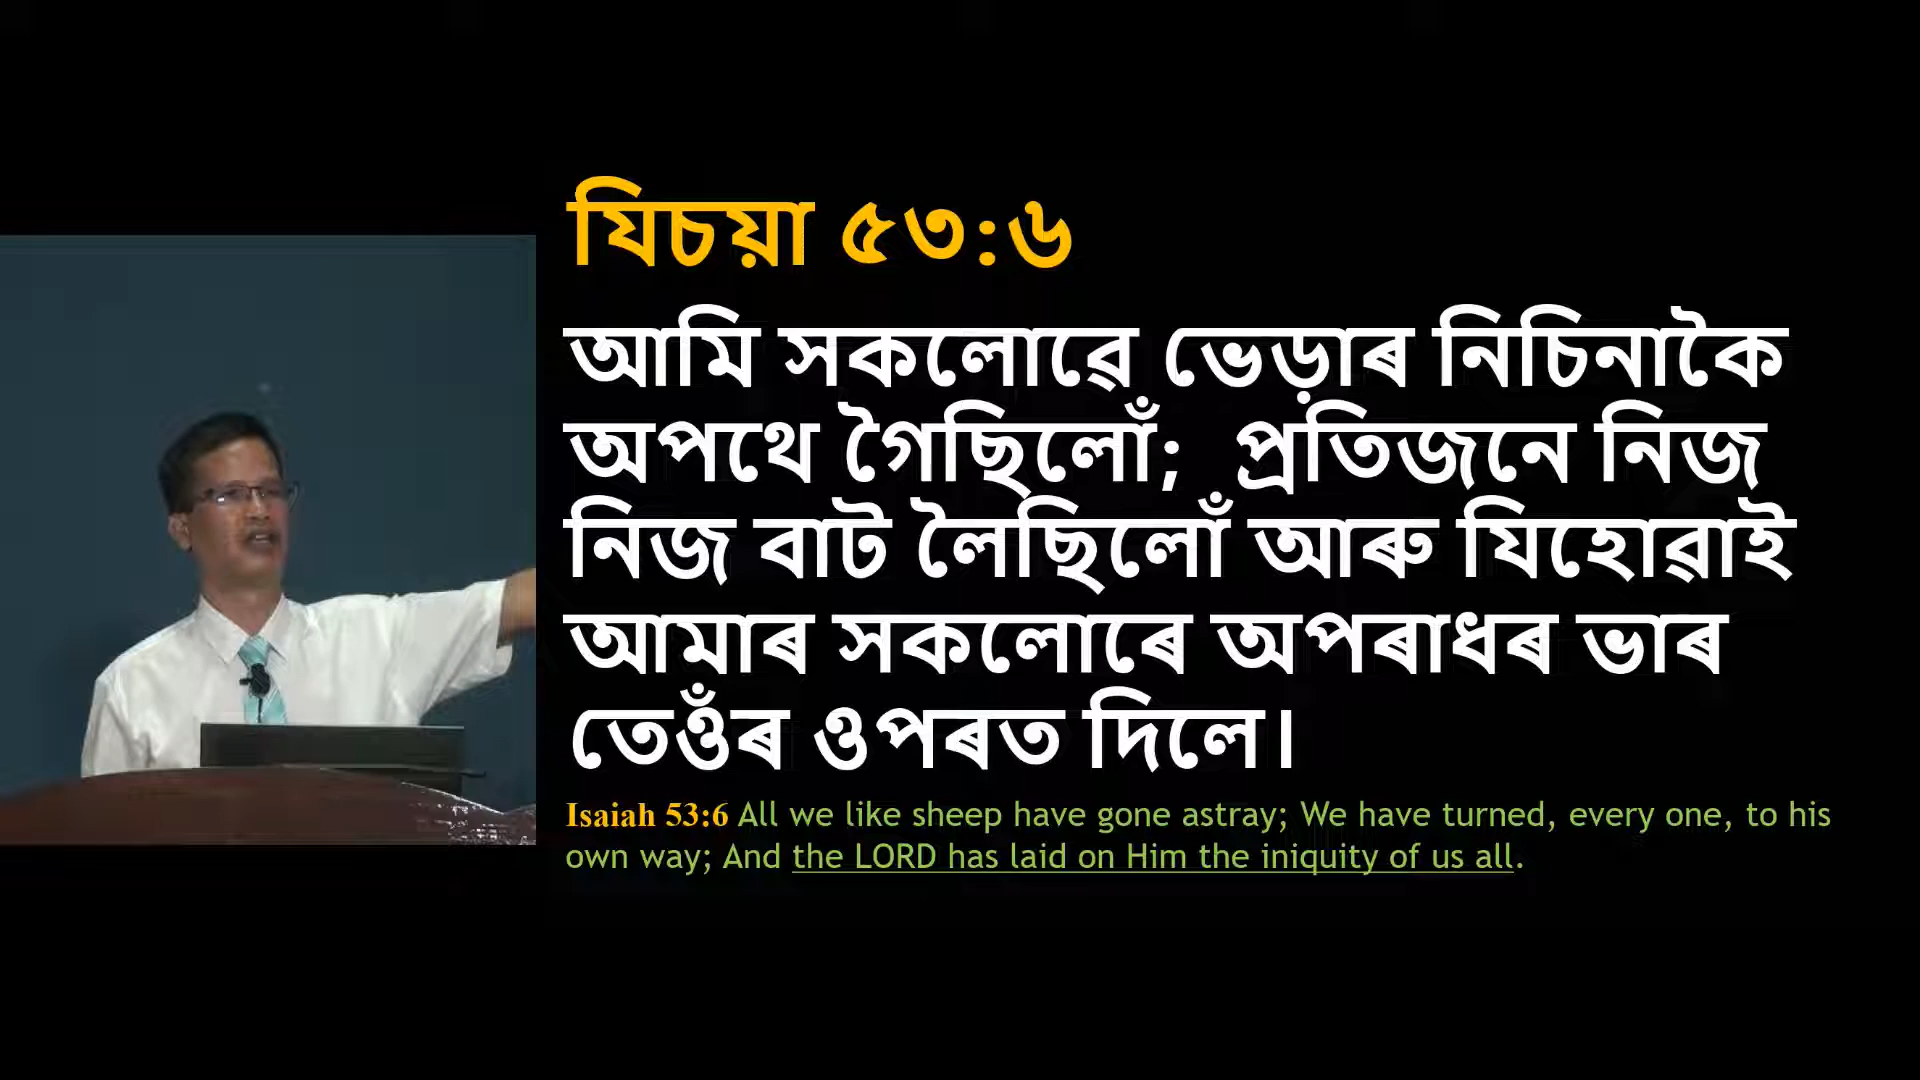 যিচয়া ৫৩:৬
আমি সকলোৱে ভেড়াৰ নিচিনাকৈ
অপথে গৈছিলোঁ;  প্ৰতিজনে নিজ
নিজ বাট লৈছিলোঁ আৰু যিহোৱাই
আমাৰ সকলোৰে অপৰাধৰ ভাৰ
তেওঁৰ ওপৰত দিলে।
Isaiah 53:6 All we like sheep have gone astray; We have turned, every one, to his
own way; And the LORD has laid on Him the iniquity of us all.